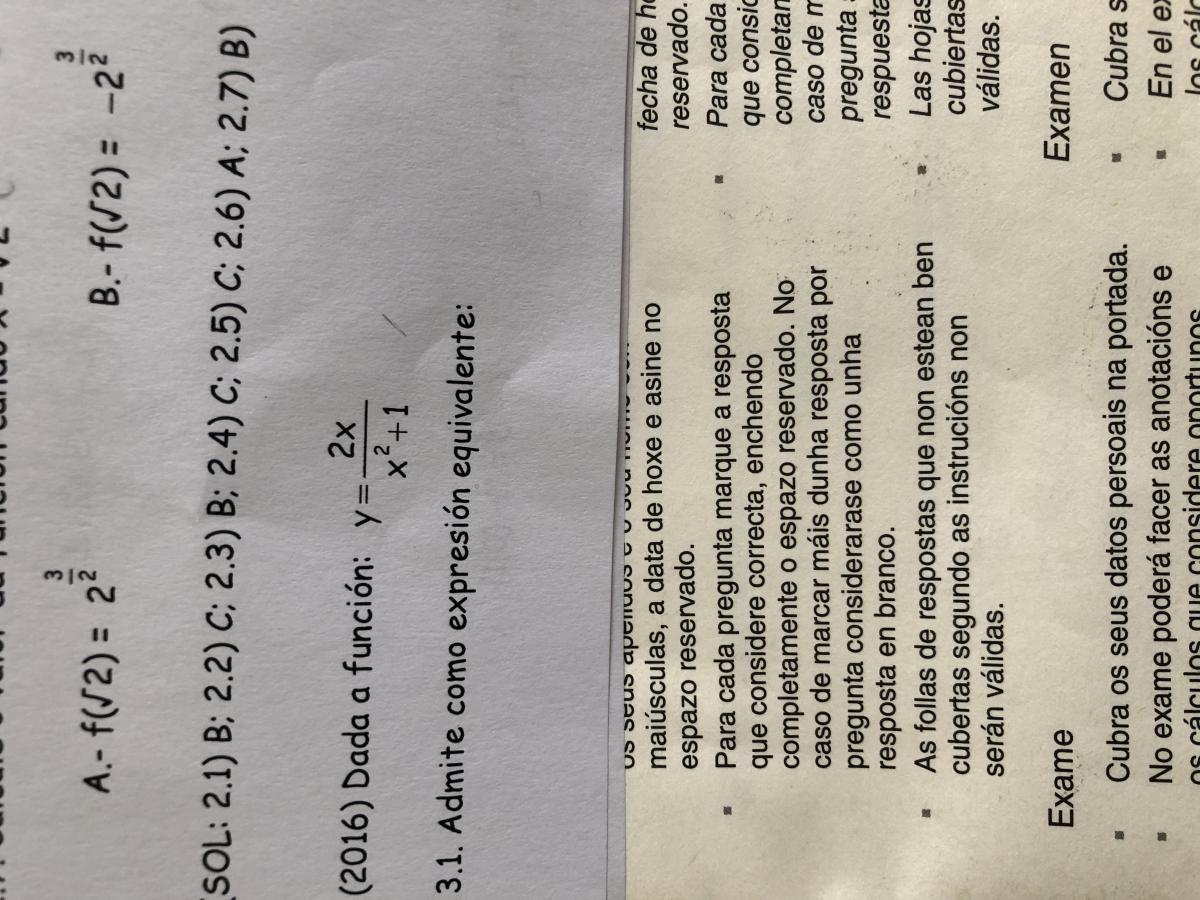 A.- f(√2) = 2^(3/2) B.- f(√2) = −2^(3/2)
(SOL: 2.1) B; 2.2) C; 2.3) B; 2.4) C; 2.5) C; 2.6) A; 2.7) B)
(2016) Dada a función: y = 2x / (x²+1)
3.1. Admite como expresión equivalente:
maiúsculas, a data de hoxe e asine no
espazo reservado.
▪ Para cada pregunta marque a resposta
que considere correcta, enchendo
completamente o espazo reservado. No
caso de marcar máis dunha resposta por
pregunta considerarase como unha
resposta en branco.
▪ As follas de respostas que non estean ben
cubertas segundo as instrucións non
serán válidas.
Exame
▪ Cubra os seus datos persoais na portada.
▪ No exame poderá facer as anotacións e
os cálculos que considere oportunos
fecha de
reservado.
▪ Para cada
que
caso de
pregunta
respuesta
▪ Las hojas
cubiertas
válidas.
Examen
▪ Cubra
▪ En el